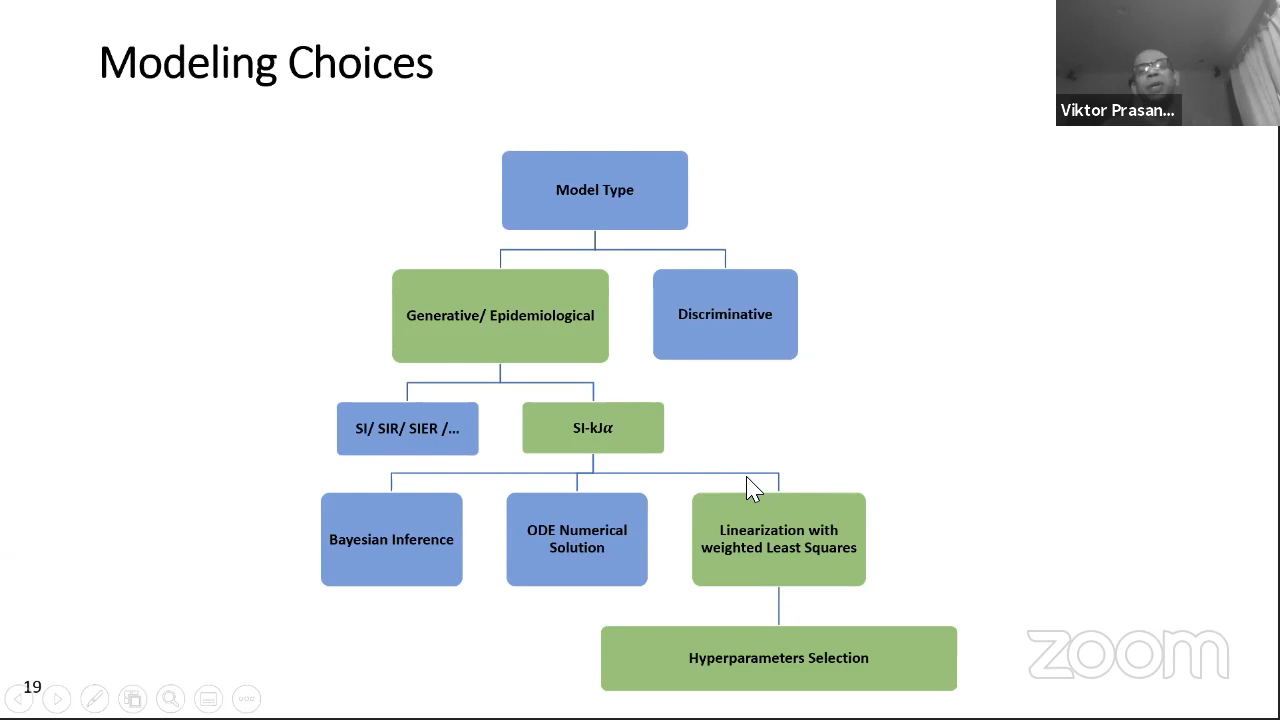 Modeling Choices
Viktor Prasan...
Model Type
Generative/ Epidemiological
Discriminative
SI/ SIR/ SIER /...
SI-kJα
Bayesian Inference
ODE Numerical
Solution
Linearization with
weighted Least Squares
Hyperparameters Selection
zoom
19